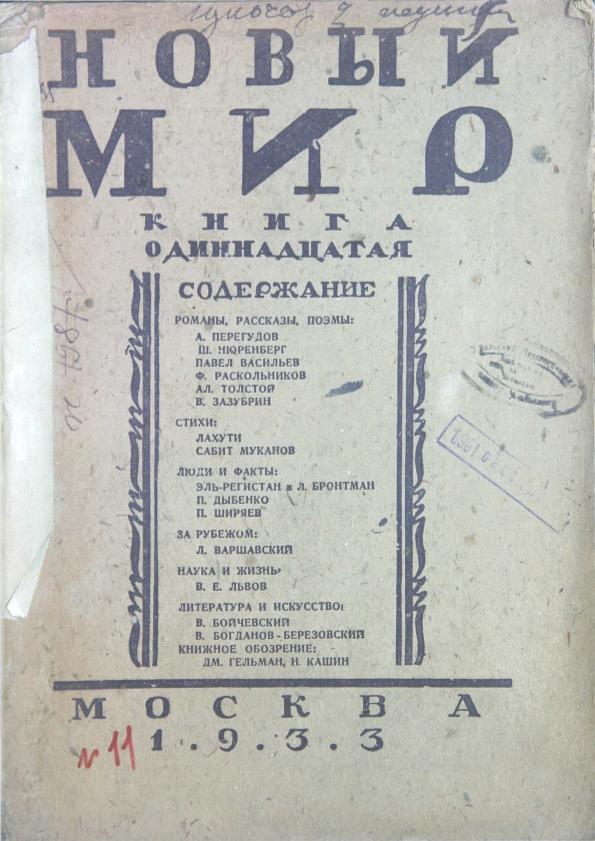 НОВЫЙ
МИР
КНИГА
ОДИННАДЦАТАЯ
СОДЕРЖАНИЕ
РОМАНЫ, РАССКАЗЫ, ПОЭМЫ:
А. ПЕРЕГУДОВ
Ш. НЮРЕНБЕРГ
ПАВЕЛ ВАСИЛЬЕВ
Ф. РАСКОЛЬНИКОВ
АЛ. ТОЛСТОЙ
В. ЗАЗУБРИН
СТИХИ:
ЛАХУТИ
САБИТ МУКАНОВ
ЛЮДИ И ФАКТЫ:
ЭЛЬ-РЕГИСТАН и Л. БРОНТМАН
П. ДЫБЕНКО
П. ШИРЯЕВ
ЗА РУБЕЖОМ:
Л. ВАРШАВСКИЙ
НАУКА И ЖИЗНЬ:
В. Е. ЛЬВОВ
ЛИТЕРАТУРА И ИСКУССТВО:
В. БОЙЧЕВСКИЙ
В. БОГДАНОВ-БЕРЕЗОВСКИЙ
КНИЖНОЕ ОБОЗРЕНИЕ:
ДМ. ГЕЛЬМАН, Н. КАШИН
МОСКВА
1.9.3.3
№ 11